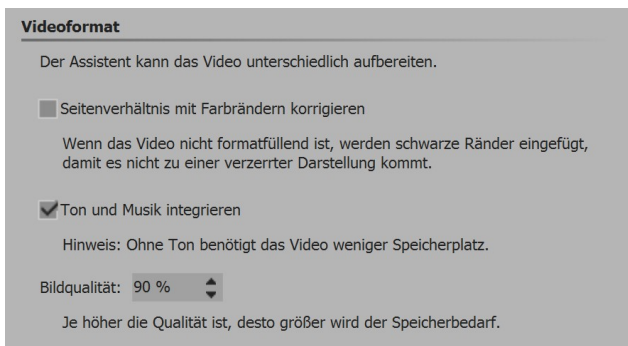 Videoformat
Der Assistent kann das Video unterschiedlich aufbereiten.
Seitenverhältnis mit Farbrändern korrigieren
Wenn das Video nicht formatfüllend ist, werden schwarze Ränder eingefügt,
damit es nicht zu einer verzerrter Darstellung kommt.
Ton und Musik integrieren
Hinweis: Ohne Ton benötigt das Video weniger Speicherplatz.
Bildqualität: 90 %
Je höher die Qualität ist, desto größer wird der Speicherbedarf.